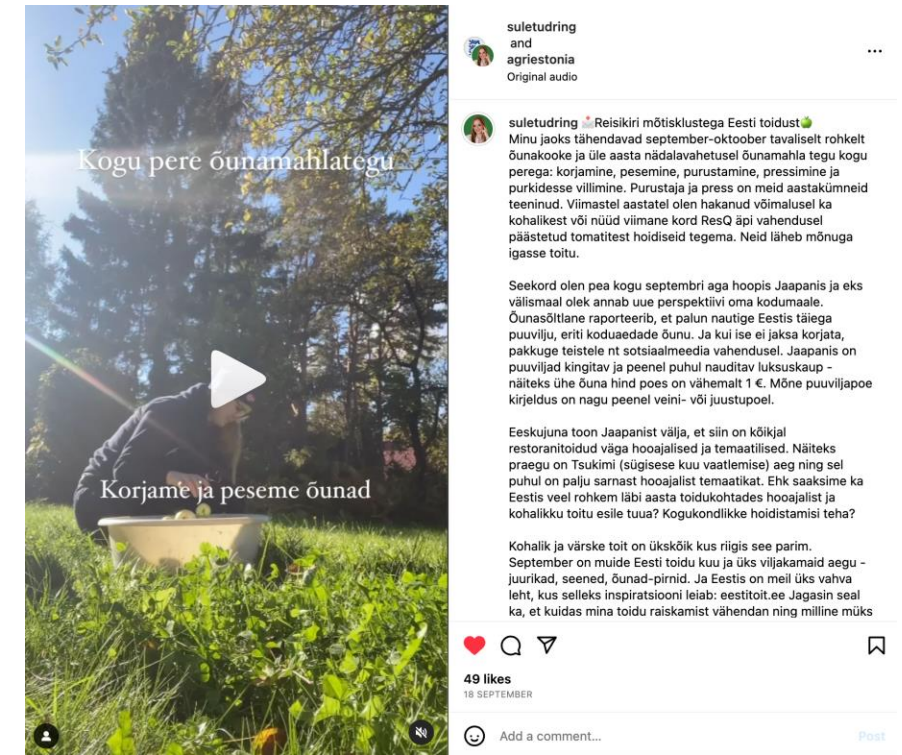 Kogu pere õunamahlategu
Korjame ja peseme õunad
suletudring
and
agriestonia
Original audio
suletudring 📩Reisikiri mõtisklustega Eesti toidust🍏
Minu jaoks tähendavad september-oktoober tavaliselt rohkelt
õunakooke ja üle aasta nädalavahetusel õunamahla tegu kogu
perega: korjamine, pesemine, purustamine, pressimine ja
purkidesse villimine. Purustaja ja press on meid aastakümneid
teeninud. Viimastel aastatel olen hakanud võimalusel ka
kohalikest või nüüd viimane kord ResQ äpi vahendusel
päästetud tomatitest hoidiseid tegema. Neid läheb mõnuga
igasse toitu.
Seekord olen pea kogu septembri aga hoopis Jaapanis ja eks
välismaal olek annab uue perspektiivi oma kodumaale.
Õunasõltlane raporteerib, et palun nautige Eestis täiega
puuvilju, eriti koduaedade õunu. Ja kui ise ei jaksa korjata,
pakkuge teistele nt sotsiaalmeedia vahendusel. Jaapanis on
puuviljad kingitav ja peenel puhul nauditav luksuskaup -
näiteks ühe õuna hind poes on vähemalt 1 €. Mõne puuviljapoe
kirjeldus on nagu peenel veini- või juustupoel.
Eeskujuna toon Jaapanist välja, et siin on kõikjal
restoranitoidud väga hooajalised ja temaatilised. Näiteks
praegu on Tsukimi (sügisese kuu vaatlemise) aeg ning sel
puhul on palju sarnast hooajalist temaatikat. Ehk saaksime ka
Eestis veel rohkem läbi aasta toidukohtades hooajalist ja
kohalikku toitu esile tuua? Kogukondlikke hoidistamisi teha?
Kohalik ja värske toit on ükskõik kus riigis see parim.
September on muide Eesti toidu kuu ja üks viljakamaid aegu -
juurikad, seened, õunad-pirnid. Ja Eestis on meil üks vahva
leht, kus selleks inspiratsiooni leiab: eestitoit.ee Jagasin seal
ka, et kuidas mina toidu raiskamist vähendan ning milline müks
49 likes
18 SEPTEMBER
Add a comment...
Post